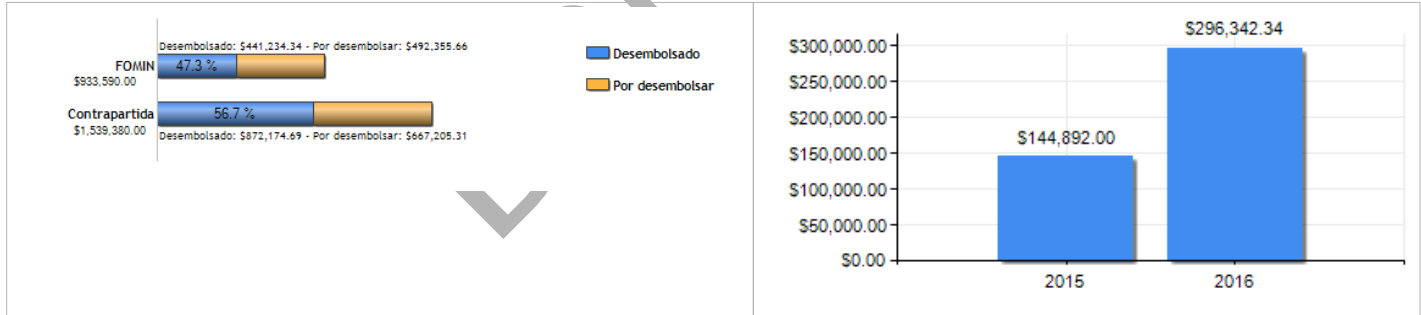 Desembolsado: $441,234.34 - Por desembolsar: $492,355.66
FOMIN
47.3 %
$933,590.00
Contrapartida
56.7 %
$1,539,380.00
Desembolsado: $872,174.69 - Por desembolsar: $667,205.31
Desembolsado
Por desembolsar
$296,342.34
$300,000.00
$250,000.00
$200,000.00
$144,892.00
$150,000.00
$100,000.00
$50,000.00
$0.00
2015
2016